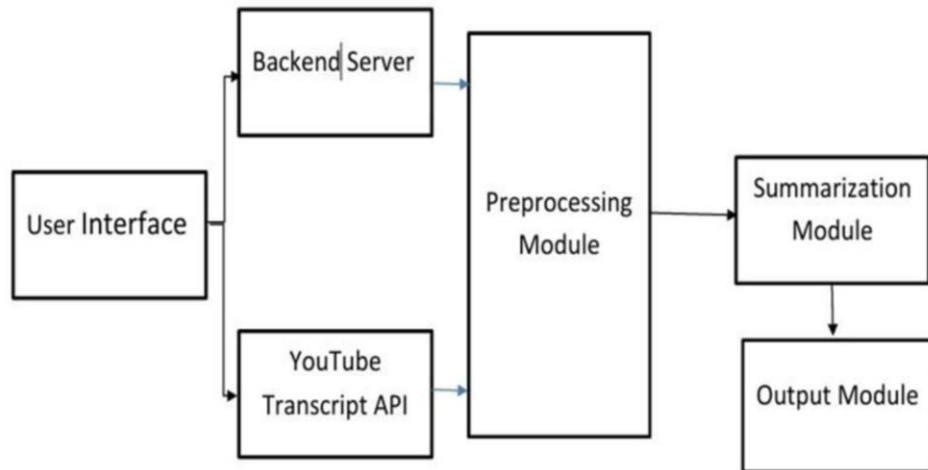 Backend Server
User Interface
YouTube
Transcript API
Preprocessing
Module
Summarization
Module
Output Module